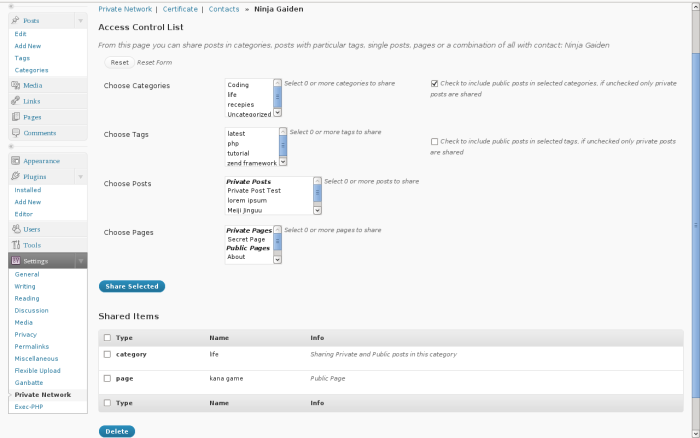 Private Network | Certificate | Contacts » Ninja Gaiden
Posts
Edit
Add New
Tags
Categories
Media
Links
Pages
Comments
Appearance
Plugins
Installed
Add New
Editor
Users
Tools
Settings
General
Writing
Reading
Discussion
Media
Privacy
Permalinks
Miscellaneous
Flexible Upload
Ganbatte
Private Network
Exec-PHP
Access Control List
From this page you can share posts in categories, posts with particular tags, single posts, pages or a combination of all with contact: Ninja Gaiden
Reset Reset Form
Choose Categories
Coding
life
recepies
Uncategorized
Select 0 or more categories to share
Check to include public posts in selected categories, if unchecked only private
posts are shared
Choose Tags
latest
php
tutorial
zend framework
Select 0 or more tags to share
Check to include public posts in selected tags, if unchecked only private posts
are shared
Choose Posts
Private Posts
Private Post Test
lorem ipsum
Meiji Jinguu
Select 0 or more posts to share
Choose Pages
Private Pages
Secret Page
Public Pages
About
Select 0 or more pages to share
Share Selected
Shared Items
Type Name Info
category life Sharing Private and Public posts in this category
page kana game Public Page
Type Name Info
Delete